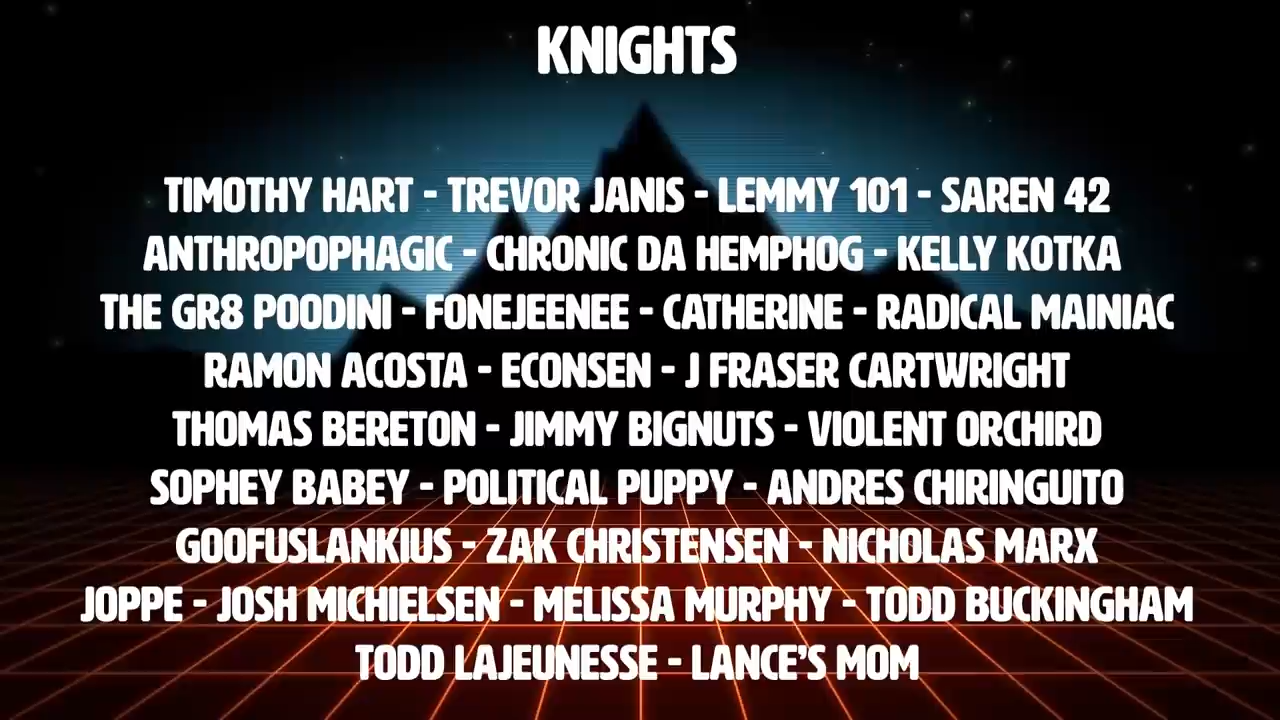 KNIGHTS
TIMOTHY HART - TREVOR JANIS - LEMMY 101 - SAREN 42
ANTHROPOPHAGIC - CHRONIC DA HEMPHOG - KELLY KOTKA
THE GR8 POODINI - FONEJEENEE - CATHERINE - RADICAL MAINIAC
RAMON ACOSTA - ECONSEN - J FRASER CARTWRIGHT
THOMAS BERETON - JIMMY BIGNUTS - VIOLENT ORCHIRD
SOPHEY BABEY - POLITICAL PUPPY - ANDRES CHIRINGUITO
GOOFUSLANKIUS - ZAK CHRISTENSEN - NICHOLAS MARX
JOPPE - JOSH MICHIELSEN - MELISSA MURPHY - TODD BUCKINGHAM
TODD LAJEUNESSE - LANCE'S MOM